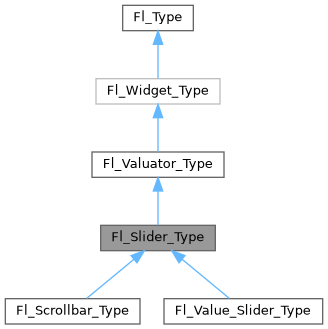 Fl_Type
Fl_Widget_Type
Fl_Valuator_Type
Fl_Slider_Type
Fl_Scrollbar_Type
Fl_Value_Slider_Type